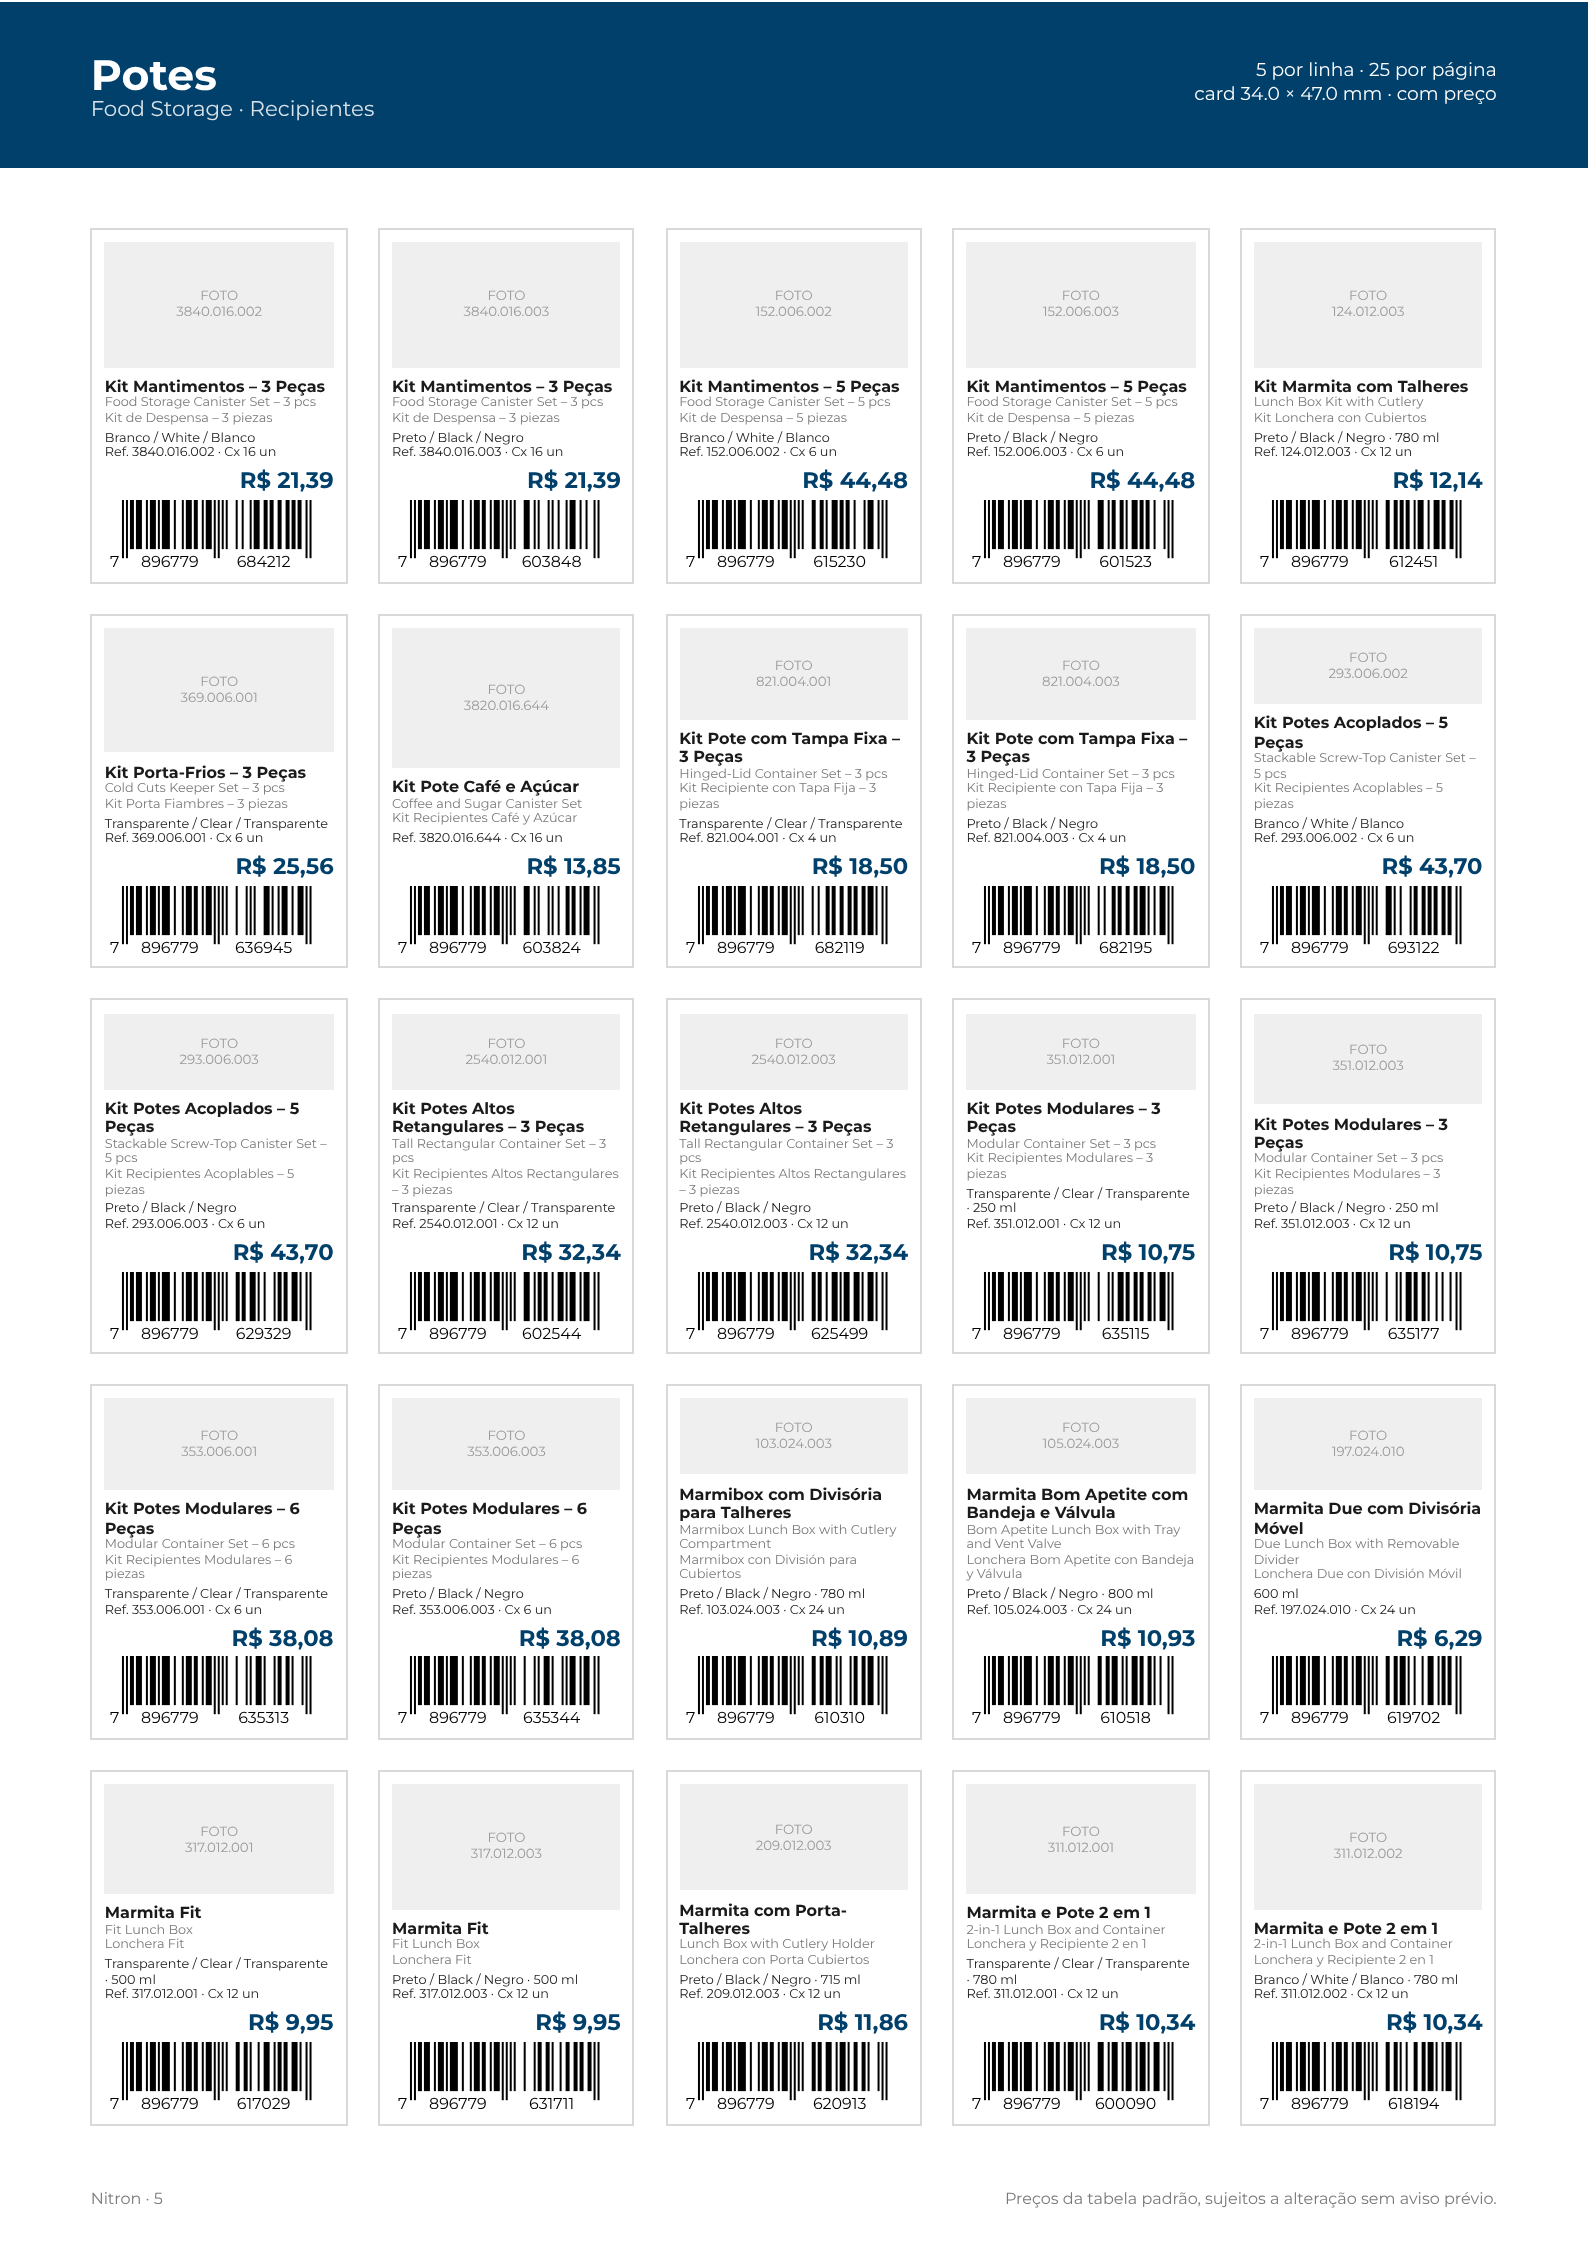 Potes
Food Storage · Recipientes
5 por linha · 25 por página
card 34.0 × 47.0 mm · com preço
FOTO
3840.016.002
Kit Mantimentos – 3 Peças
Food Storage Canister Set – 3 pcs
Kit de Despensa – 3 piezas
Branco / White / Blanco
Ref. 3840.016.002 · Cx 16 un
R$ 21,39
7 896779 684212
FOTO
3840.016.003
Kit Mantimentos – 3 Peças
Food Storage Canister Set – 3 pcs
Kit de Despensa – 3 piezas
Preto / Black / Negro
Ref. 3840.016.003 · Cx 16 un
R$ 21,39
7 896779 603848
FOTO
152.006.002
Kit Mantimentos – 5 Peças
Food Storage Canister Set – 5 pcs
Kit de Despensa – 5 piezas
Branco / White / Blanco
Ref. 152.006.002 · Cx 6 un
R$ 44,48
7 896779 615230
FOTO
152.006.003
Kit Mantimentos – 5 Peças
Food Storage Canister Set – 5 pcs
Kit de Despensa – 5 piezas
Preto / Black / Negro
Ref. 152.006.003 · Cx 6 un
R$ 44,48
7 896779 601523
FOTO
124.012.003
Kit Marmita com Talheres
Lunch Box Kit with Cutlery
Kit Lonchera con Cubiertos
Preto / Black / Negro · 780 ml
Ref. 124.012.003 · Cx 12 un
R$ 12,14
7 896779 612451
FOTO
369.006.001
Kit Porta-Frios – 3 Peças
Cold Cuts Keeper Set – 3 pcs
Kit Porta Fiambres – 3 piezas
Transparente / Clear / Transparente
Ref. 369.006.001 · Cx 6 un
R$ 25,56
7 896779 636945
FOTO
3820.016.644
Kit Pote Café e Açúcar
Coffee and Sugar Canister Set
Kit Recipientes Café y Azúcar
Ref. 3820.016.644 · Cx 16 un
R$ 13,85
7 896779 603824
FOTO
821.004.001
Kit Pote com Tampa Fixa –
3 Peças
Hinged-Lid Container Set – 3 pcs
Kit Recipiente con Tapa Fija – 3
piezas
Transparente / Clear / Transparente
Ref. 821.004.001 · Cx 4 un
R$ 18,50
7 896779 682119
FOTO
821.004.003
Kit Pote com Tampa Fixa –
3 Peças
Hinged-Lid Container Set – 3 pcs
Kit Recipiente con Tapa Fija – 3
piezas
Preto / Black / Negro
Ref. 821.004.003 · Cx 4 un
R$ 18,50
7 896779 682195
FOTO
293.006.002
Kit Potes Acoplados – 5
Peças
Stackable Screw-Top Canister Set –
5 pcs
Kit Recipientes Acoplables – 5
piezas
Branco / White / Blanco
Ref. 293.006.002 · Cx 6 un
R$ 43,70
7 896779 693122
FOTO
293.006.003
Kit Potes Acoplados – 5
Peças
Stackable Screw-Top Canister Set –
5 pcs
Kit Recipientes Acoplables – 5
piezas
Preto / Black / Negro
Ref. 293.006.003 · Cx 6 un
R$ 43,70
7 896779 629329
FOTO
2540.012.001
Kit Potes Altos
Retangulares – 3 Peças
Tall Rectangular Container Set – 3
pcs
Kit Recipientes Altos Rectangulares
– 3 piezas
Transparente / Clear / Transparente
Ref. 2540.012.001 · Cx 12 un
R$ 32,34
7 896779 602544
FOTO
2540.012.003
Kit Potes Altos
Retangulares – 3 Peças
Tall Rectangular Container Set – 3
pcs
Kit Recipientes Altos Rectangulares
– 3 piezas
Preto / Black / Negro
Ref. 2540.012.003 · Cx 12 un
R$ 32,34
7 896779 625499
FOTO
351.012.001
Kit Potes Modulares – 3
Peças
Modular Container Set – 3 pcs
Kit Recipientes Modulares – 3
piezas
Transparente / Clear / Transparente
· 250 ml
Ref. 351.012.001 · Cx 12 un
R$ 10,75
7 896779 635115
FOTO
351.012.003
Kit Potes Modulares – 3
Peças
Modular Container Set – 3 pcs
Kit Recipientes Modulares – 3
piezas
Preto / Black / Negro · 250 ml
Ref. 351.012.003 · Cx 12 un
R$ 10,75
7 896779 635177
FOTO
353.006.001
Kit Potes Modulares – 6
Peças
Modular Container Set – 6 pcs
Kit Recipientes Modulares – 6
piezas
Transparente / Clear / Transparente
Ref. 353.006.001 · Cx 6 un
R$ 38,08
7 896779 635313
FOTO
353.006.003
Kit Potes Modulares – 6
Peças
Modular Container Set – 6 pcs
Kit Recipientes Modulares – 6
piezas
Preto / Black / Negro
Ref. 353.006.003 · Cx 6 un
R$ 38,08
7 896779 635344
FOTO
103.024.003
Marmibox com Divisória
para Talheres
Marmibox Lunch Box with Cutlery
Compartment
Marmibox con División para
Cubiertos
Preto / Black / Negro · 780 ml
Ref. 103.024.003 · Cx 24 un
R$ 10,89
7 896779 610310
FOTO
105.024.003
Marmita Bom Apetite com
Bandeja e Válvula
Bom Apetite Lunch Box with Tray
and Vent Valve
Lonchera Bom Apetite con Bandeja
y Válvula
Preto / Black / Negro · 800 ml
Ref. 105.024.003 · Cx 24 un
R$ 10,93
7 896779 610518
FOTO
197.024.010
Marmita Due com Divisória
Móvel
Due Lunch Box with Removable
Divider
Lonchera Due con División Móvil
600 ml
Ref. 197.024.010 · Cx 24 un
R$ 6,29
7 896779 619702
FOTO
317.012.001
Marmita Fit
Fit Lunch Box
Lonchera Fit
Transparente / Clear / Transparente
· 500 ml
Ref. 317.012.001 · Cx 12 un
R$ 9,95
7 896779 617029
FOTO
317.012.003
Marmita Fit
Fit Lunch Box
Lonchera Fit
Preto / Black / Negro · 500 ml
Ref. 317.012.003 · Cx 12 un
R$ 9,95
7 896779 631711
FOTO
209.012.003
Marmita com Porta-
Talheres
Lunch Box with Cutlery Holder
Lonchera con Porta Cubiertos
Preto / Black / Negro · 715 ml
Ref. 209.012.003 · Cx 12 un
R$ 11,86
7 896779 620913
FOTO
311.012.001
Marmita e Pote 2 em 1
2-in-1 Lunch Box and Container
Lonchera y Recipiente 2 en 1
Transparente / Clear / Transparente
· 780 ml
Ref. 311.012.001 · Cx 12 un
R$ 10,34
7 896779 600090
FOTO
311.012.002
Marmita e Pote 2 em 1
2-in-1 Lunch Box and Container
Lonchera y Recipiente 2 en 1
Branco / White / Blanco · 780 ml
Ref. 311.012.002 · Cx 12 un
R$ 10,34
7 896779 618194
Nitron · 5
Preços da tabela padrão, sujeitos a alteração sem aviso prévio.